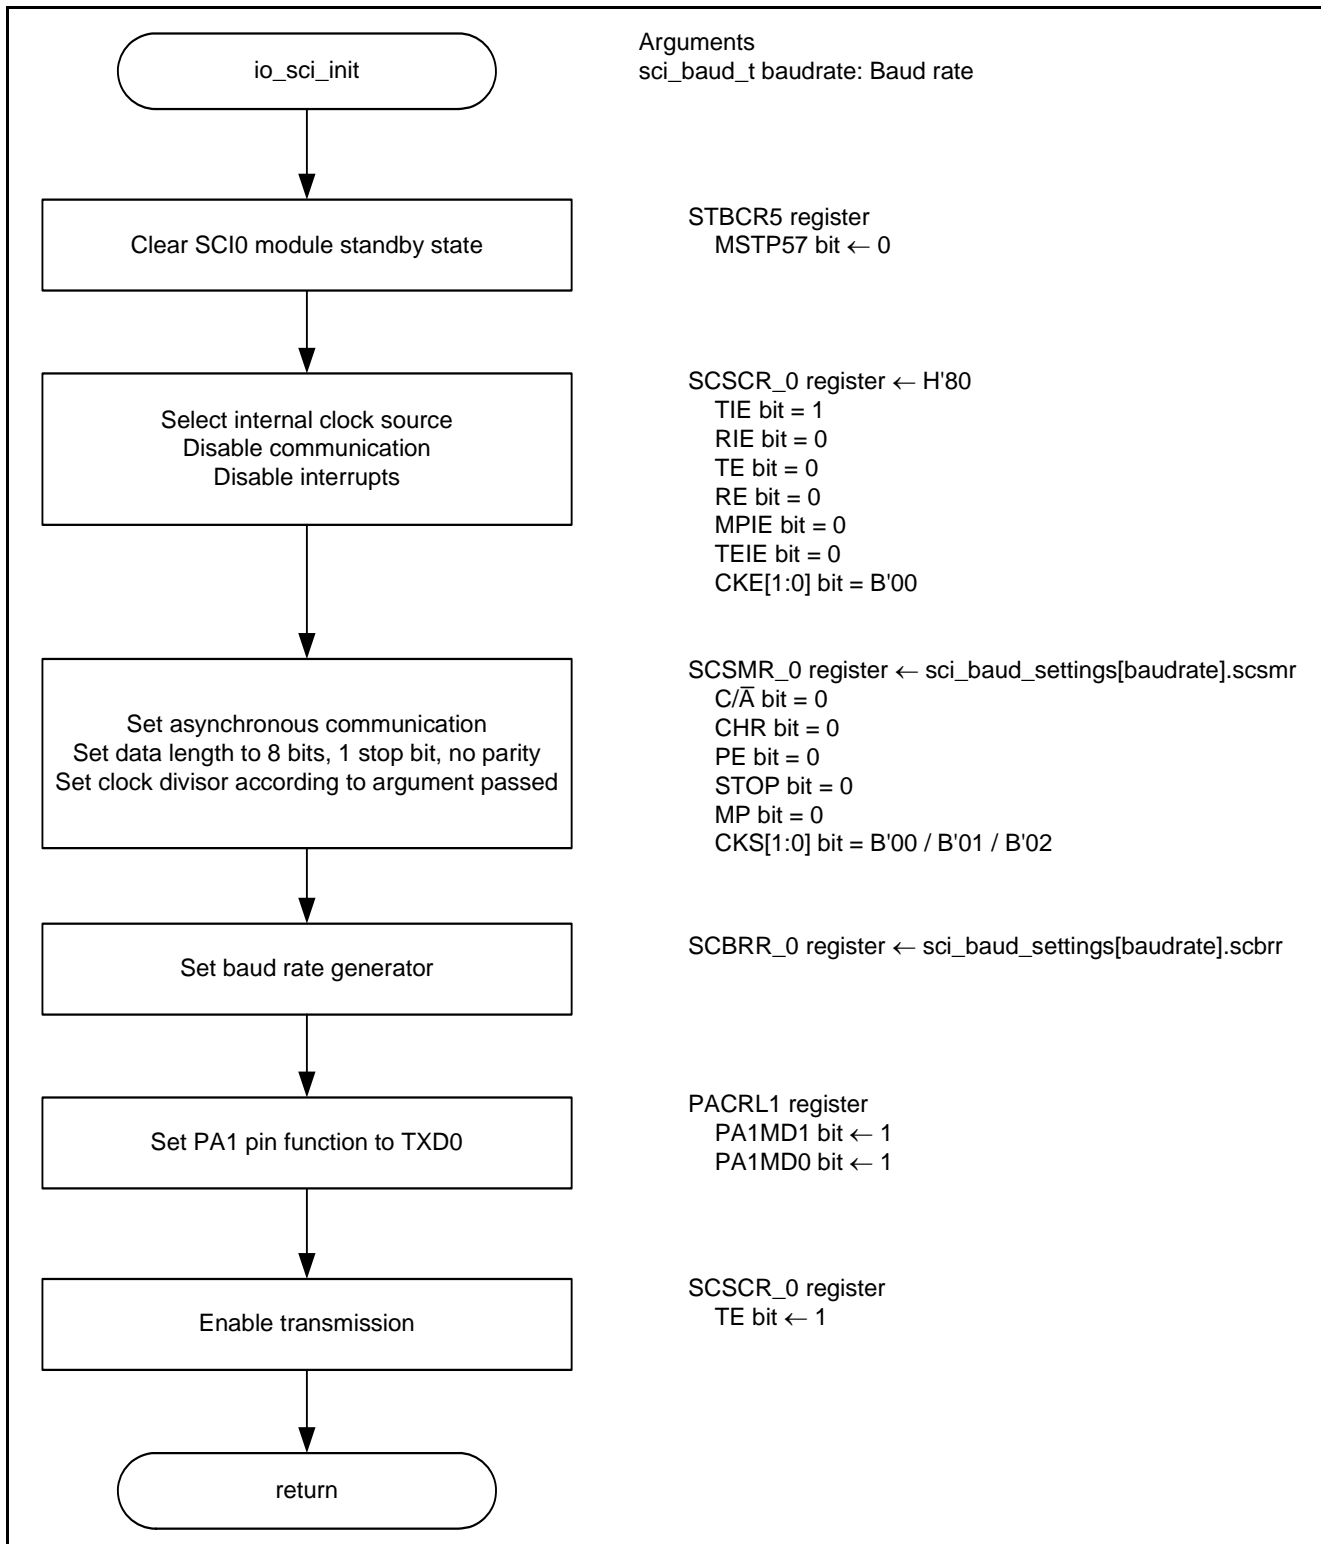 io_sci_init
Arguments
sci_baud_t baudrate: Baud rate
Clear SCI0 module standby state
STBCR5 register
MSTP57 bit ← 0
Select internal clock source
Disable communication
Disable interrupts
SCSCR_0 register ← H'80
TIE bit = 1
RIE bit = 0
TE bit = 0
RE bit = 0
MPIE bit = 0
TEIE bit = 0
CKE[1:0] bit = B'00
Set asynchronous communication
Set data length to 8 bits, 1 stop bit, no parity
Set clock divisor according to argument passed
SCSMR_0 register ← sci_baud_settings[baudrate].scsmr
C/A̅ bit = 0
CHR bit = 0
PE bit = 0
STOP bit = 0
MP bit = 0
CKS[1:0] bit = B'00 / B'01 / B'02
Set baud rate generator
SCBRR_0 register ← sci_baud_settings[baudrate].scbrr
Set PA1 pin function to TXD0
PACRL1 register
PA1MD1 bit ← 1
PA1MD0 bit ← 1
Enable transmission
SCSCR_0 register
TE bit ← 1
return